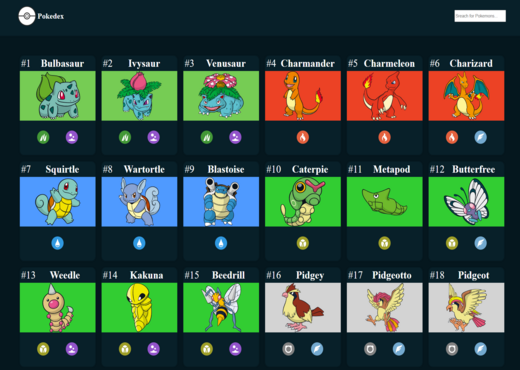 Pokedex
Search for Pokemons
#1 Bulbasaur
#2 Ivysaur
#3 Venusaur
#4 Charmander
#5 Charmeleon
#6 Charizard
#7 Squirtle
#8 Wartortle
#9 Blastoise
#10 Caterpie
#11 Metapod
#12 Butterfree
#13 Weedle
#14 Kakuna
#15 Beedrill
#16 Pidgey
#17 Pidgeotto
#18 Pidgeot